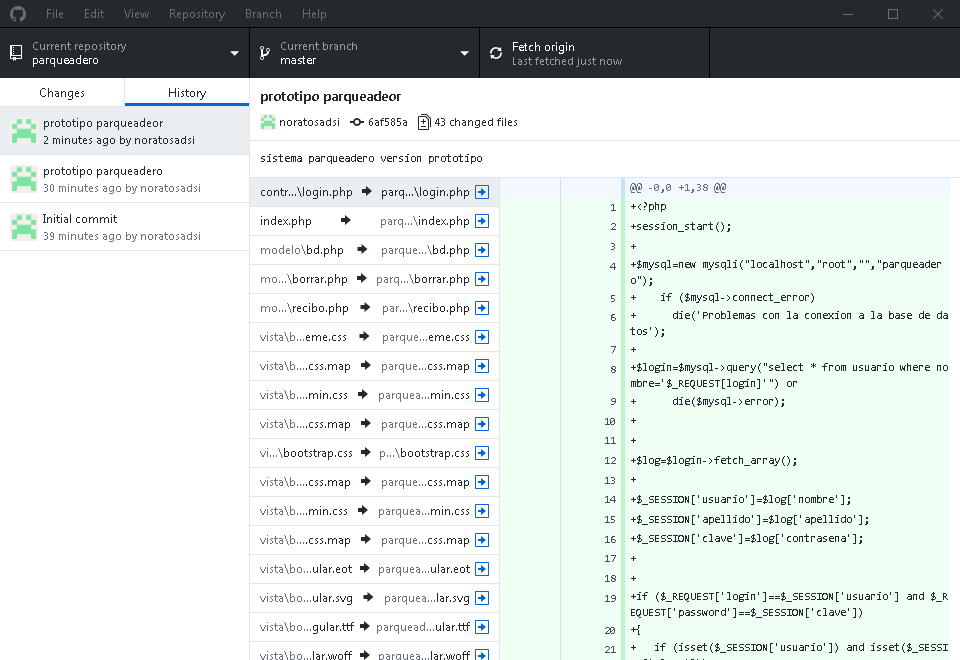 File Edit View Repository Branch Help
Current repository
parqueadero
Current branch
master
Fetch origin
Last fetched just now
Changes History
prototipo parqueadeor
2 minutes ago by noratosadsi
prototipo parqueadero
30 minutes ago by noratosadsi
Initial commit
39 minutes ago by noratosadsi
prototipo parqueadeor
noratosadsi 6af585a 43 changed files
sistema parqueadero version prototipo
contr...\login.php parq...\login.php
index.php parq...\index.php
modelo\bd.php parque...\bd.php
mo...\borrar.php parq...\borrar.php
mo...\recibo.php par...\recibo.php
vista\b...eme.css parque...eme.css
vista\b...css.map parque...css.map
vista\b...min.css parquea...min.css
vista\b...css.map parque...css.map
vi...\bootstrap.css p...\bootstrap.css
vista\b...css.map parque...css.map
vista\b...min.css parquea...min.css
vista\b...css.map parque...css.map
vista\bo...ular.eot parquea...ular.eot
vista\bo...ular.svg parquea...lar.svg
vista\bo...gular.ttf parquead...ular.ttf
vista\bo...lar.woff parquea...lar.woff
@@ -0,0 +1,38 @@
1 +<?php
2 +session_start();
3 +
4 +$mysql=new mysqli("localhost","root","","parqueader
o");
5 +    if ($mysql->connect_error)
6 +      die('Problemas con la conexion a la base de da
tos');
7 +
8 +$login=$mysql->query("select * from usuario where no
mbre='$_REQUEST[login]'") or
9 +      die($mysql->error);
10 +
11 +
12 +$log=$login->fetch_array();
13 +
14 +$_SESSION['usuario']=$log['nombre'];
15 +$_SESSION['apellido']=$log['apellido'];
16 +$_SESSION['clave']=$log['contrasena'];
17 +
18 +
19 +if ($_REQUEST['login']==$_SESSION['usuario'] and $_R
EQUEST['password']==$_SESSION['clave'])
20 +{
21 +   if (isset($_SESSION['usuario']) and isset($_SESSI